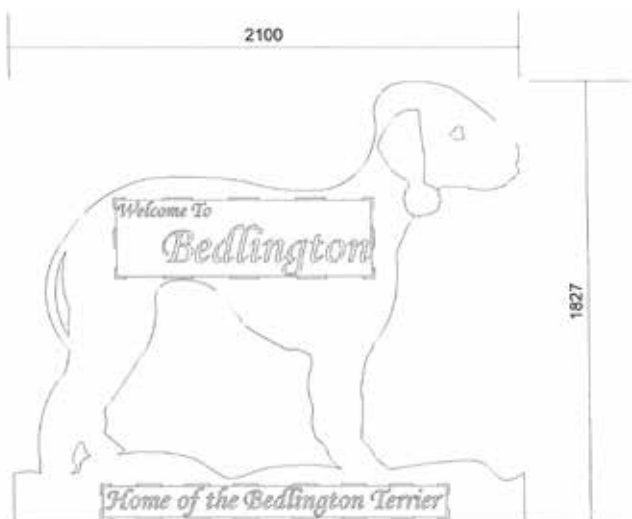 2100
Welcome To
Bedlington
1827
Home of the Bedlington Terrier